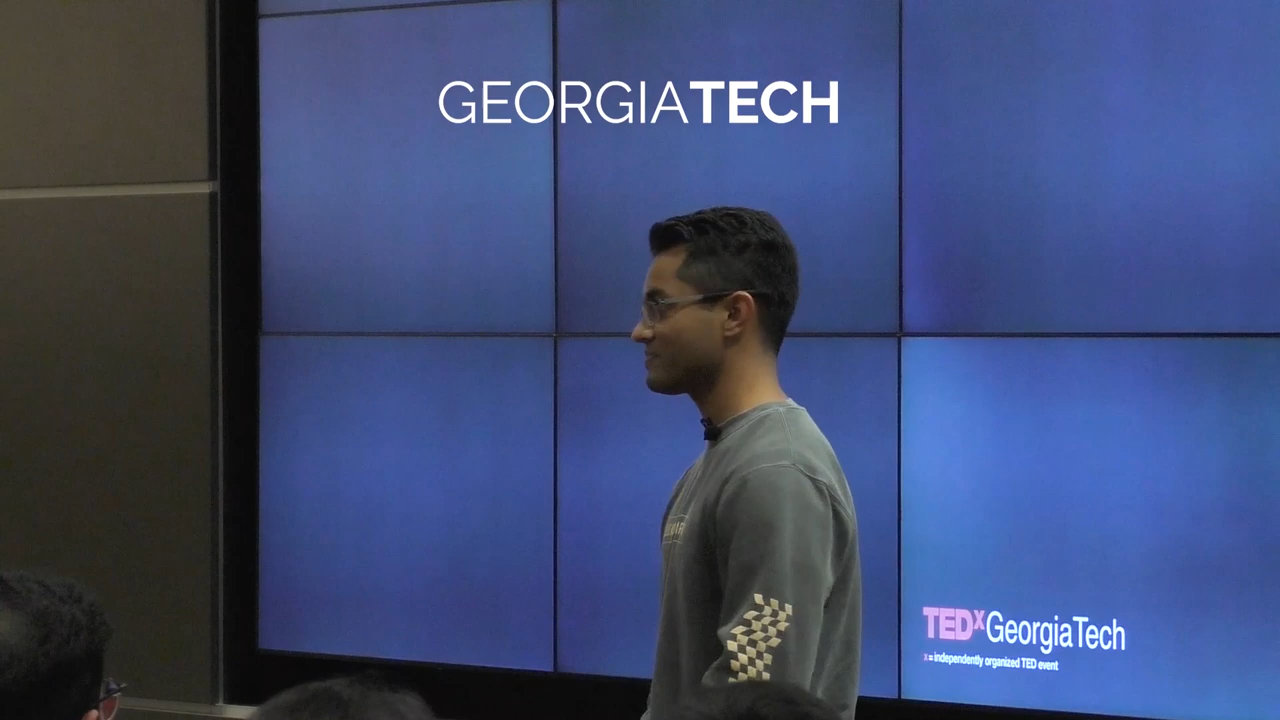 GEORGIATECH
TEDxGeorgiaTech
x = independently organized TED event